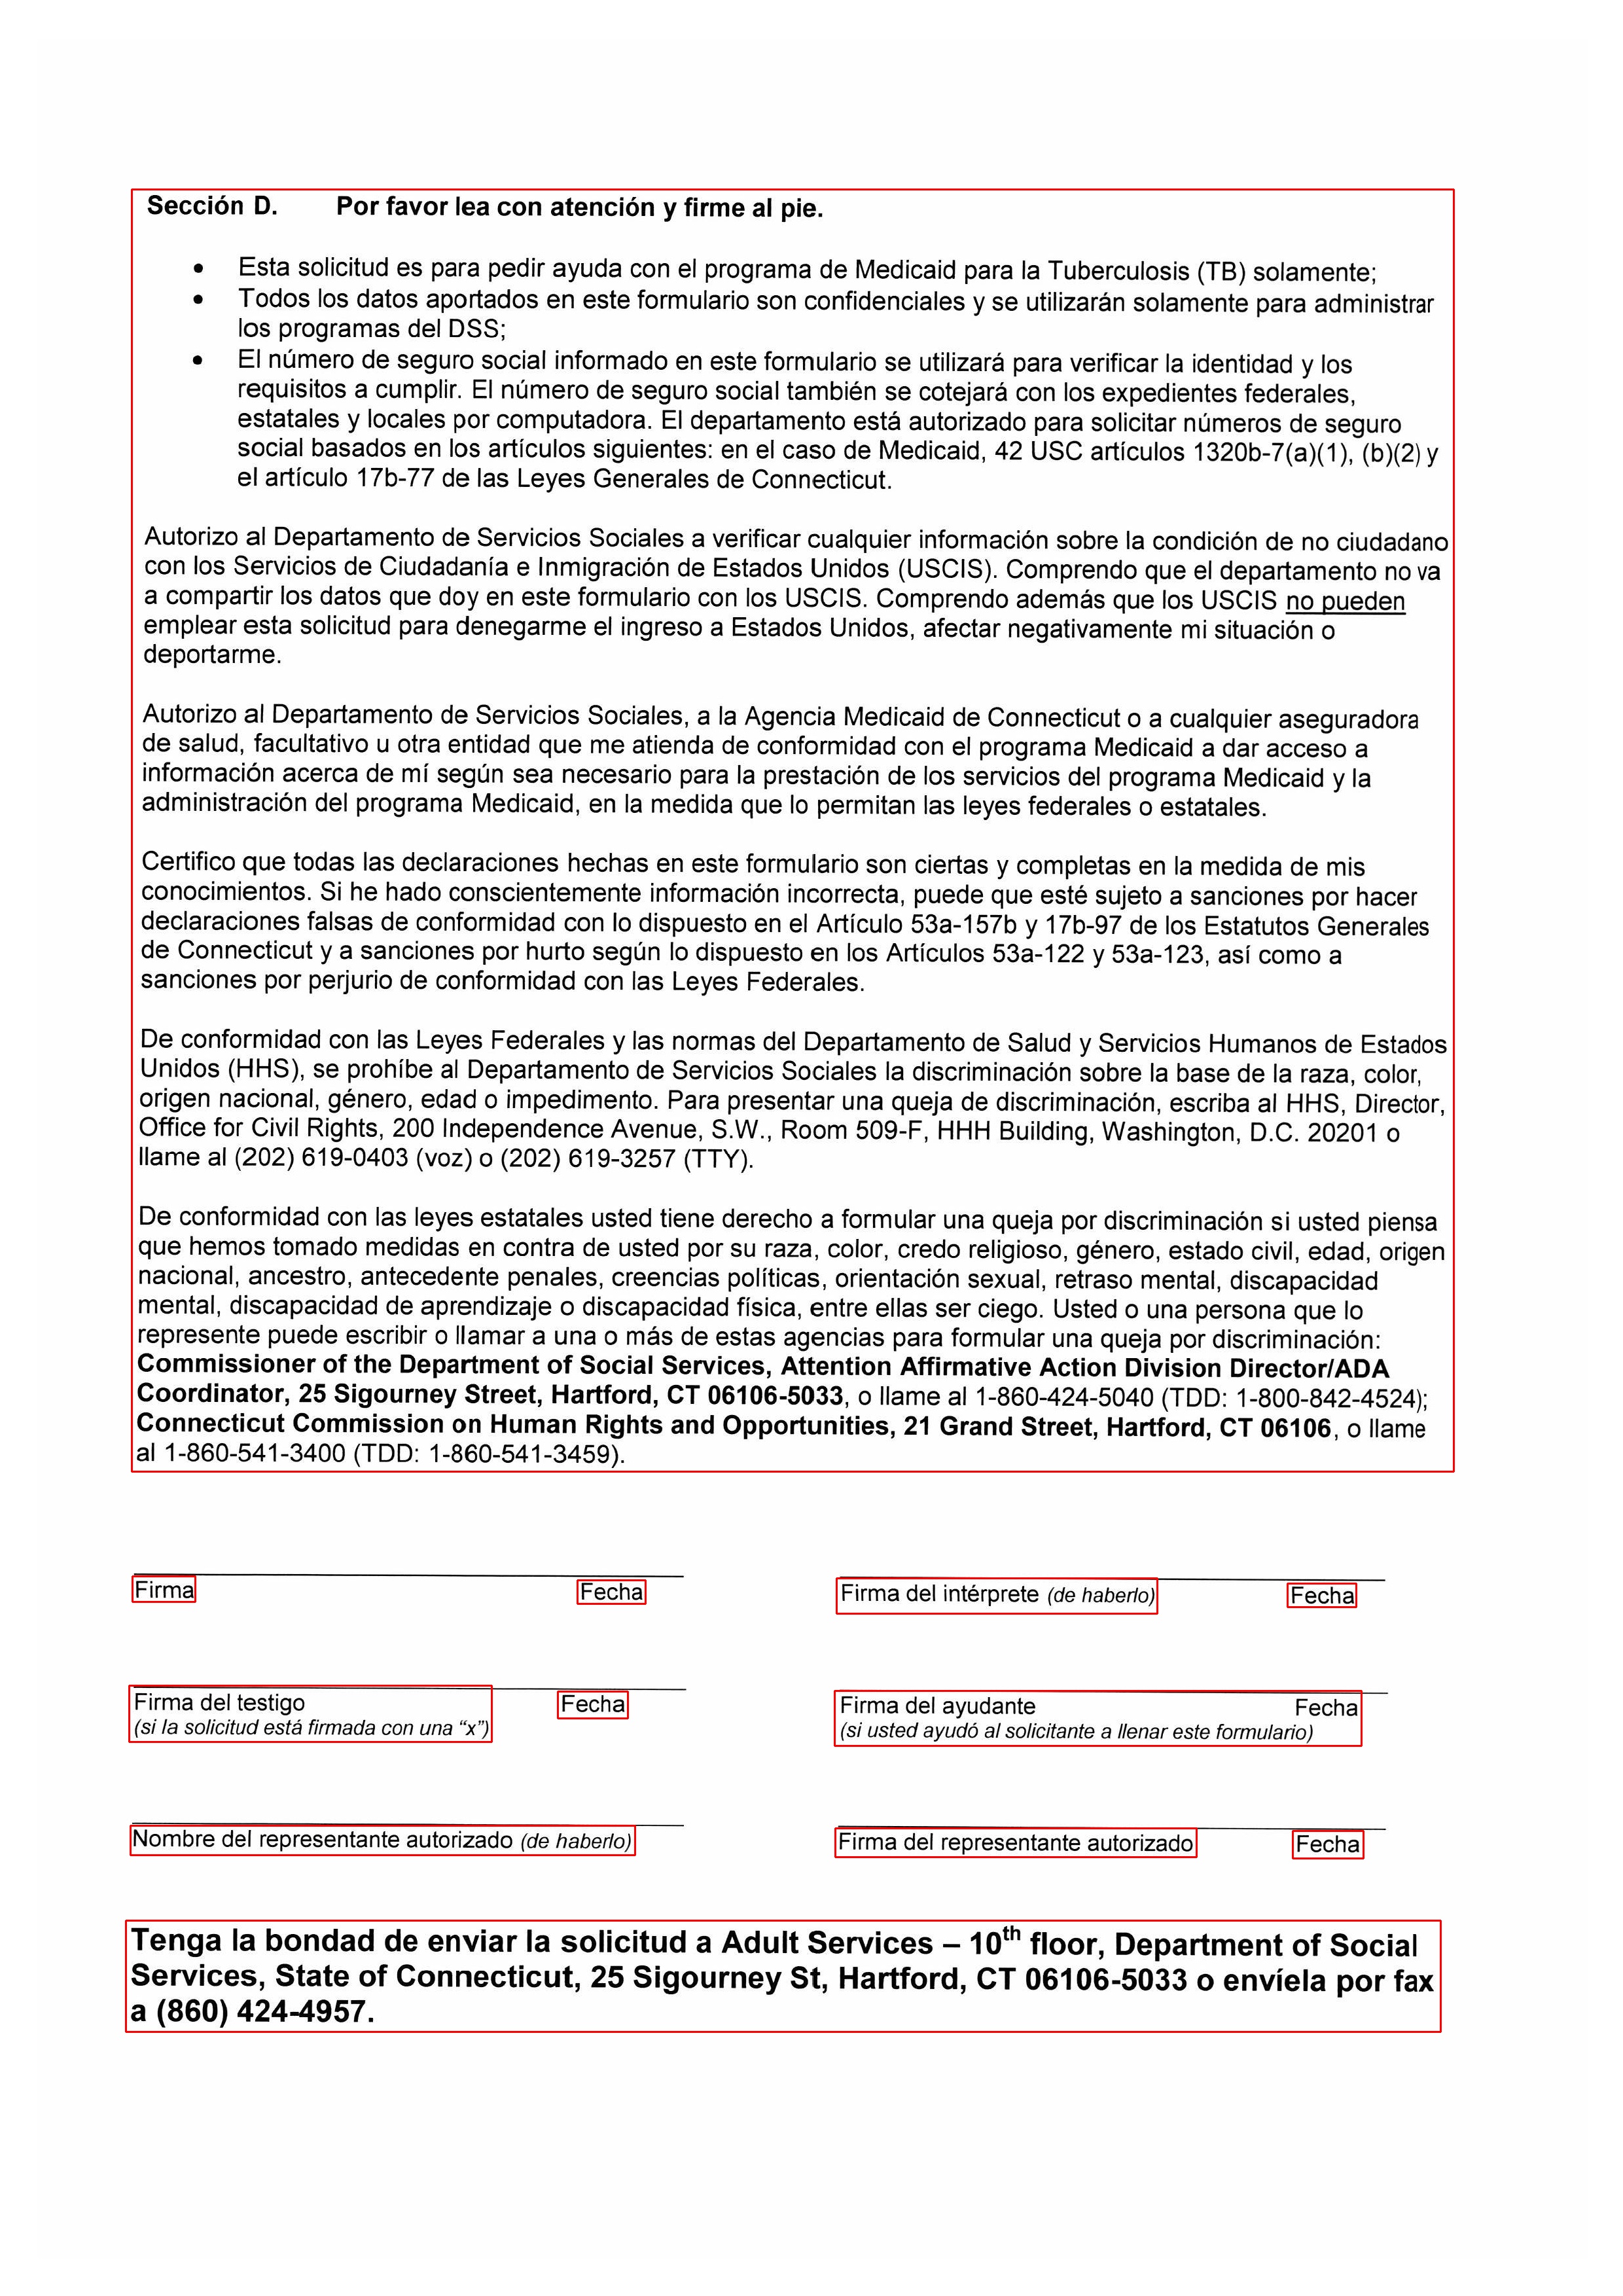 Sección D. Por favor lea con atención y firme al pie.
• Esta solicitud es para pedir ayuda con el programa de Medicaid para la Tuberculosis (TB) solamente;
• Todos los datos aportados en este formulario son confidenciales y se utilizarán solamente para administrar
los programas del DSS;
• El número de seguro social informado en este formulario se utilizará para verificar la identidad y los
requisitos a cumplir. El número de seguro social también se cotejará con los expedientes federales,
estatales y locales por computadora. El departamento está autorizado para solicitar números de seguro
social basados en los artículos siguientes: en el caso de Medicaid, 42 USC artículos 1320b-7(a)(1), (b)(2) y
el artículo 17b-77 de las Leyes Generales de Connecticut.
Autorizo al Departamento de Servicios Sociales a verificar cualquier información sobre la condición de no ciudadano
con los Servicios de Ciudadanía e Inmigración de Estados Unidos (USCIS). Comprendo que el departamento no va
a compartir los datos que doy en este formulario con los USCIS. Comprendo además que los USCIS no pueden
emplear esta solicitud para denegarme el ingreso a Estados Unidos, afectar negativamente mi situación o
deportarme.
Autorizo al Departamento de Servicios Sociales, a la Agencia Medicaid de Connecticut o a cualquier aseguradora
de salud, facultativo u otra entidad que me atienda de conformidad con el programa Medicaid a dar acceso a
información acerca de mí según sea necesario para la prestación de los servicios del programa Medicaid y la
administración del programa Medicaid, en la medida que lo permitan las leyes federales o estatales.
Certifico que todas las declaraciones hechas en este formulario son ciertas y completas en la medida de mis
conocimientos. Si he hado conscientemente información incorrecta, puede que esté sujeto a sanciones por hacer
declaraciones falsas de conformidad con lo dispuesto en el Artículo 53a-157b y 17b-97 de los Estatutos Generales
de Connecticut y a sanciones por hurto según lo dispuesto en los Artículos 53a-122 y 53a-123, así como a
sanciones por perjurio de conformidad con las Leyes Federales.
De conformidad con las Leyes Federales y las normas del Departamento de Salud y Servicios Humanos de Estados
Unidos (HHS), se prohíbe al Departamento de Servicios Sociales la discriminación sobre la base de la raza, color,
origen nacional, género, edad o impedimento. Para presentar una queja de discriminación, escriba al HHS, Director,
Office for Civil Rights, 200 Independence Avenue, S.W., Room 509-F, HHH Building, Washington, D.C. 20201 o
llame al (202) 619-0403 (voz) o (202) 619-3257 (TTY).
De conformidad con las leyes estatales usted tiene derecho a formular una queja por discriminación si usted piensa
que hemos tomado medidas en contra de usted por su raza, color, credo religioso, género, estado civil, edad, origen
nacional, ancestro, antecedente penales, creencias políticas, orientación sexual, retraso mental, discapacidad
mental, discapacidad de aprendizaje o discapacidad física, entre ellas ser ciego. Usted o una persona que lo
represente puede escribir o llamar a una o más de estas agencias para formular una queja por discriminación:
Commissioner of the Department of Social Services, Attention Affirmative Action Division Director/ADA
Coordinator, 25 Sigourney Street, Hartford, CT 06106-5033, o llame al 1-860-424-5040 (TDD: 1-800-842-4524);
Connecticut Commission on Human Rights and Opportunities, 21 Grand Street, Hartford, CT 06106, o llame
al 1-860-541-3400 (TDD: 1-860-541-3459).
Firma Fecha Firma del intérprete (de haberlo) Fecha
Firma del testigo Fecha Firma del ayudante Fecha
(si la solicitud está firmada con una “x”) (si usted ayudó al solicitante a llenar este formulario)
Nombre del representante autorizado (de haberlo) Firma del representante autorizado Fecha
Tenga la bondad de enviar la solicitud a Adult Services – 10th floor, Department of Social
Services, State of Connecticut, 25 Sigourney St, Hartford, CT 06106-5033 o envíela por fax
a (860) 424-4957.